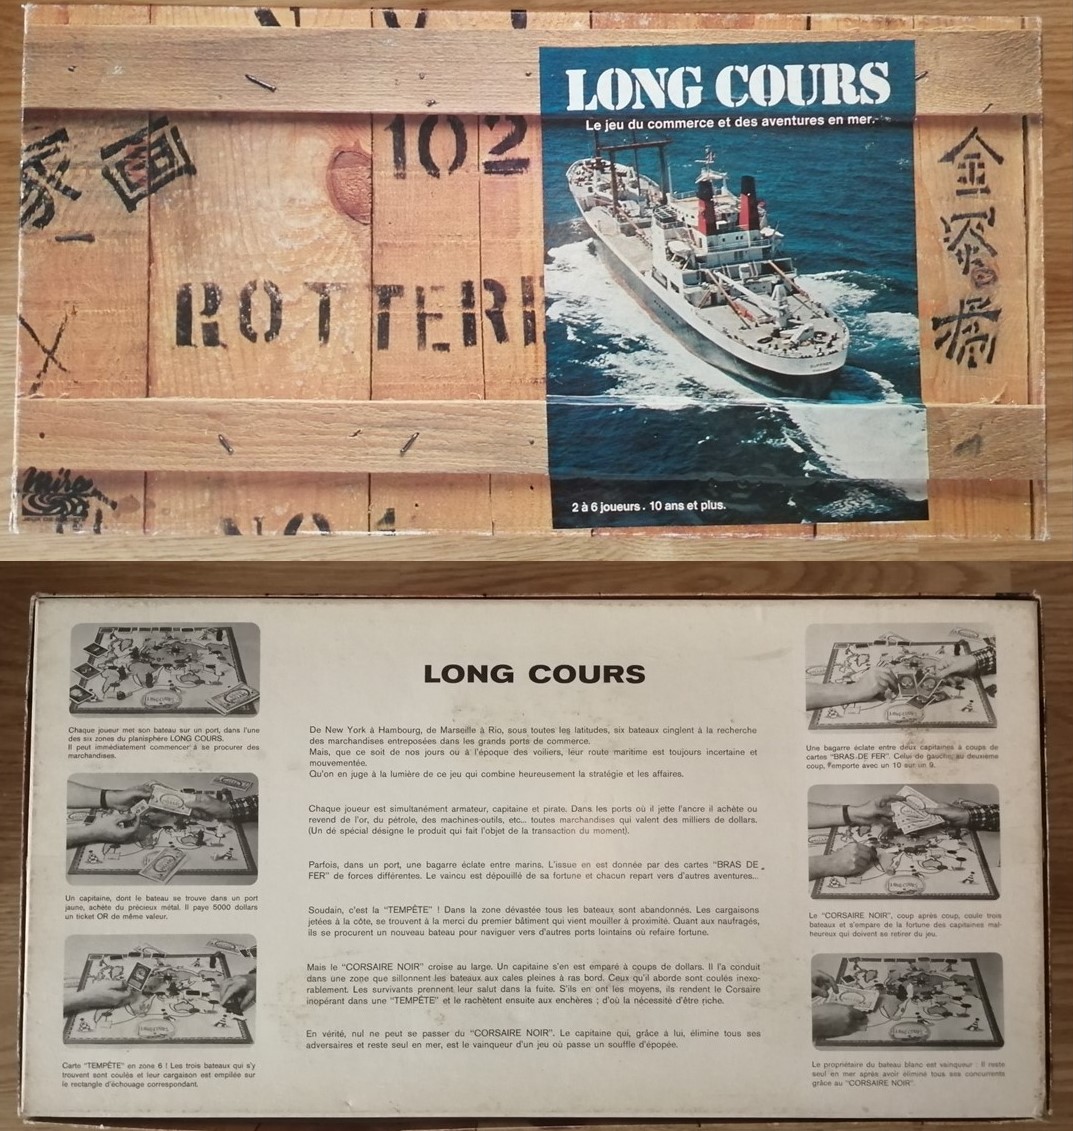 102
ROTTER
LONG COURS
Le jeu du commerce et des aventures en mer.
金
2 à 6 joueurs. 10 ans et plus.
miro
LONG COURS
Chaque joueur met son bateau sur un port, dans l'une
des six zones du planisphère LONG COURS.
Il peut immédiatement commencer à se procurer des
marchandises.
Un capitaine, dont le bateau se trouve dans un port
jaune, achète du précieux métal. Il paye 5000 dollars
un ticket OR de même valeur.
Carte "TEMPÊTE" en zone 6 ! Les trois bateaux qui s'y
trouvent sont coulés et leur cargaison est empilée sur
le rectangle d'échouage correspondant.
De New York à Hambourg, de Marseille à Rio, sous toutes les latitudes, six bateaux cinglent à la recherche
des marchandises entreposées dans les grands ports de commerce.
Mais, que ce soit de nos jours ou à l'époque des voiliers, leur route maritime est toujours incertaine et
mouvementée.
Qu'on en juge à la lumière de ce jeu qui combine heureusement la stratégie et les affaires.
Chaque joueur est simultanément armateur, capitaine et pirate. Dans les ports où il jette l'ancre il achète ou
revend de l'or, du pétrole, des machines-outils, etc... toutes marchandises qui valent des milliers de dollars.
(Un dé spécial désigne le produit qui fait l'objet de la transaction du moment).
Parfois, dans un port, une bagarre éclate entre marins. L'issue en est donnée par des cartes "BRAS DE
FER" de forces différentes. Le vaincu est dépouillé de sa fortune et chacun repart vers d'autres aventures...
Soudain, c'est la "TEMPÊTE" ! Dans la zone dévastée tous les bateaux sont abandonnés. Les cargaisons
jetées à la côte, se trouvent à la merci du premier bâtiment qui vient mouiller à proximité. Quant aux naufragés,
ils se procurent un nouveau bateau pour naviguer vers d'autres ports lointains où refaire fortune.
Mais le "CORSAIRE NOIR" croise au large. Un capitaine s'en est emparé à coups de dollars. Il l'a conduit
dans une zone que sillonnent les bateaux aux cales pleines à ras bord. Ceux qu'il aborde sont coulés inexo-
rablement. Les survivants prennent leur salut dans la fuite. S'ils en ont les moyens, ils rendent le Corsaire
inopérant dans une "TEMPÊTE" et le rachètent ensuite aux enchères ; d'où la nécessité d'être riche.
En vérité, nul ne peut se passer du "CORSAIRE NOIR". Le capitaine qui, grâce à lui, élimine tous ses
adversaires et reste seul en mer, est le vainqueur d'un jeu où passe un souffle d'épopée.
Une bagarre éclate entre deux capitaines à coups de
cartes "BRAS-DE FER". Celui de gauche, au deuxième
coup, l'emporte avec un 10 sur un 9.
Le "CORSAIRE NOIR", coup après coup, coule trois
bateaux et s'empare de la fortune des capitaines mal-
heureux qui doivent se retirer du jeu.
Le propriétaire du bateau blanc est vainqueur : Il reste
seul en mer après avoir éliminé tous ses concurrents
grâce au "CORSAIRE NOIR".